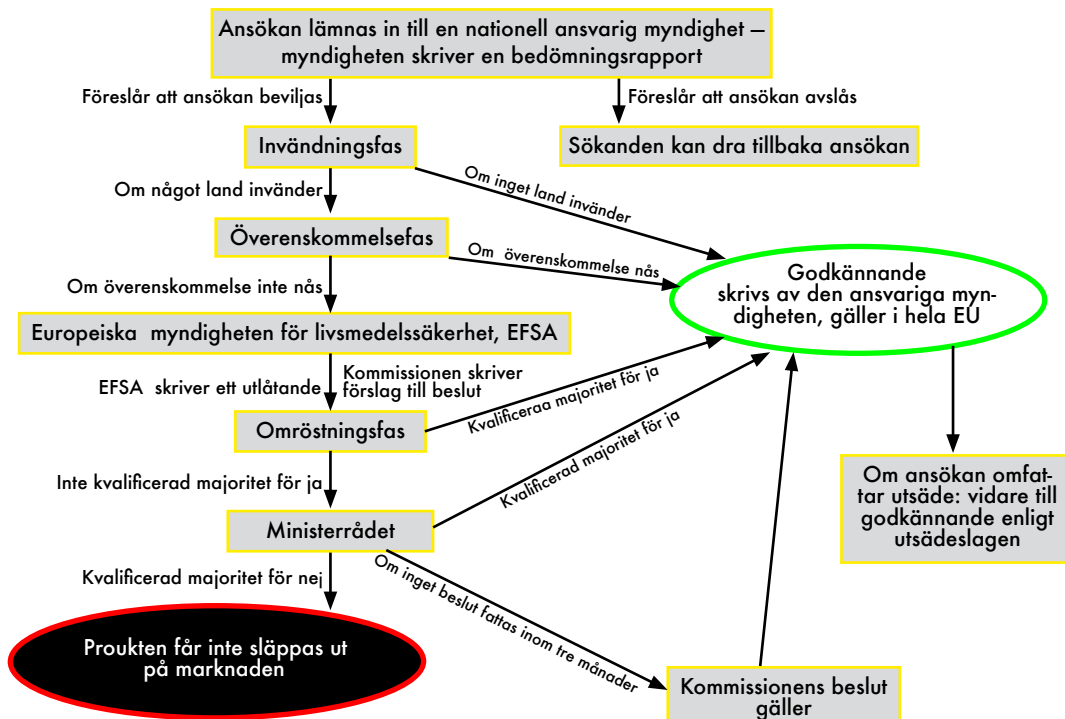 Ansökan lämnas in till en nationell ansvarig myndighet –
myndigheten skriver en bedömningsrapport
Föreslår att ansökan beviljas
Föreslår att ansökan avslås
Invändningsfas
Sökanden kan dra tillbaka ansökan
Om något land invänder
Om inget land invänder
Överenskommelsefas
Om överenskommelse nås
Godkännande
skrivs av den ansvariga myn-
digheten, gäller i hela EU
Om överenskommelse inte nås
Europeiska myndigheten för livsmedelssäkerhet, EFSA
EFSA skriver ett utlåtande
Kommissionen skriver
förslag till beslut
Kvalificeraa majoritet för ja
Omröstningsfas
Kvalificerad majoritet för ja
Inte kvalificerad majoritet för ja
Om ansökan omfat-
tar utsäde: vidare till
godkännande enligt
utsädeslagen
Ministerrådet
Kvalificerad majoritet för nej
Om inget beslut fattas inom tre månader
Proukten får inte släppas ut
på marknaden
Kommissionens beslut
gäller